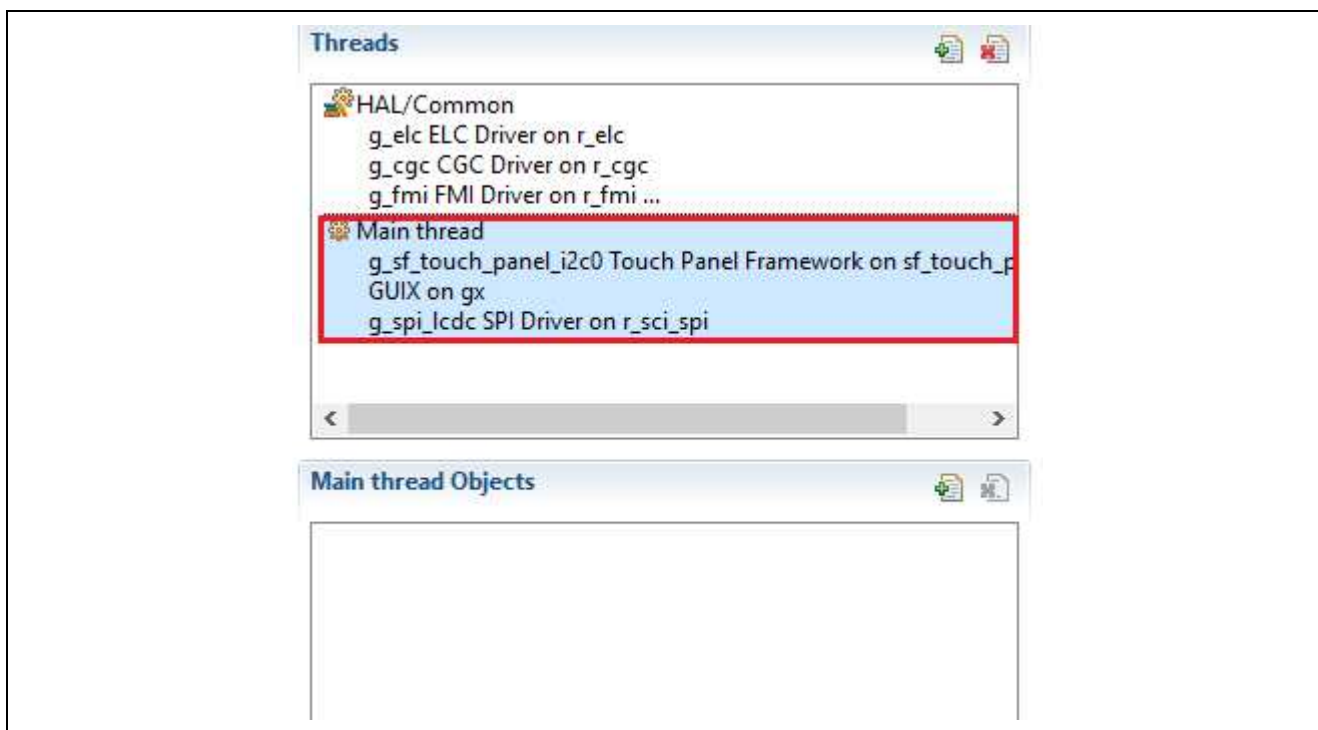 Threads
HAL/Common
g_elc ELC Driver on r_elc
g_cgc CGC Driver on r_cgc
g_fmi FMI Driver on r_fmi ...
Main thread
g_sf_touch_panel_i2c0 Touch Panel Framework on sf_touch_p
GUIX on gx
g_spi_lcdc SPI Driver on r_sci_spi
Main thread Objects